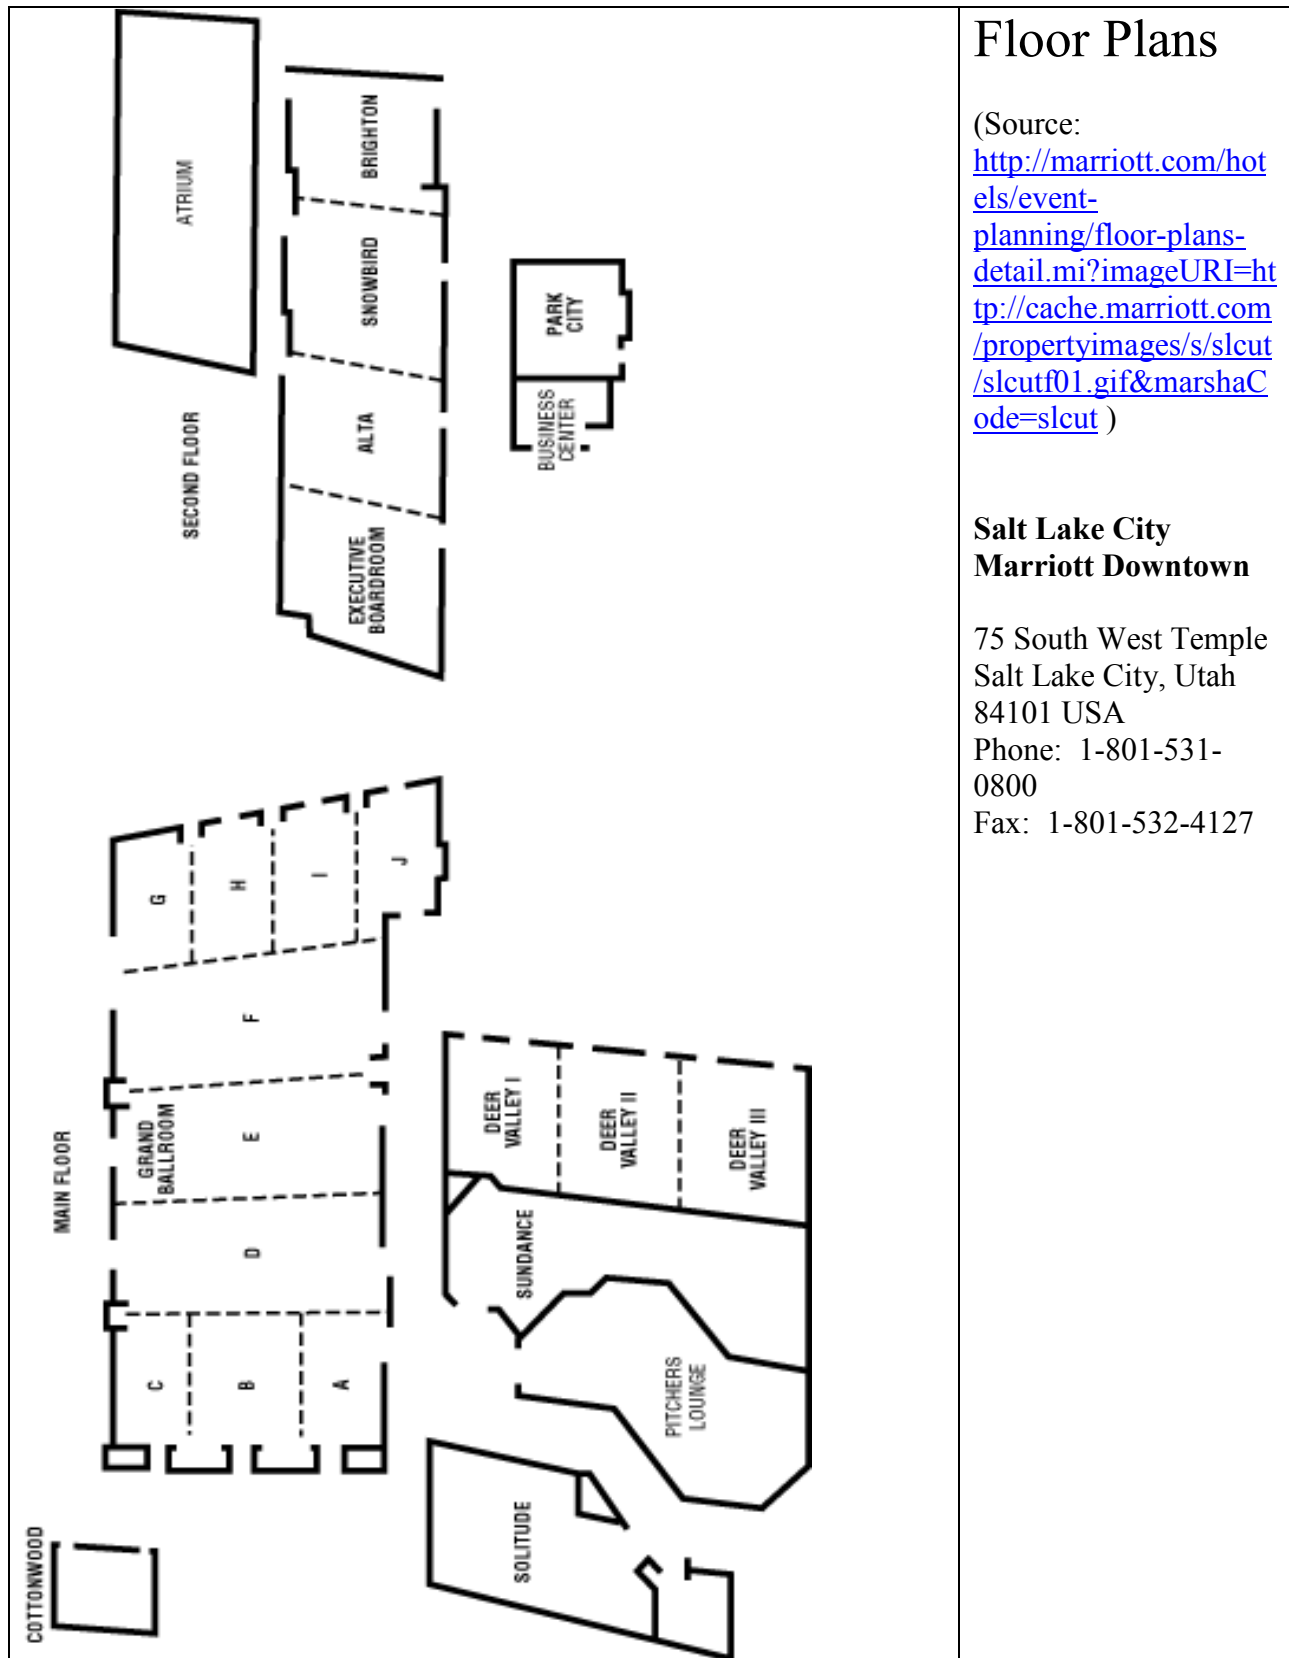 Floor Plans
(Source:
http://marriott.com/hot
els/event-
planning/floor-plans-
detail.mi?imageURI=ht
tp://cache.marriott.com
/propertyimages/s/slcut
/slcutf01.gif&marshaC
ode=slcut )
Salt Lake City
Marriott Downtown
75 South West Temple
Salt Lake City, Utah
84101 USA
Phone: 1-801-531-
0800
Fax: 1-801-532-4127
SECOND FLOOR
ATRIUM
EXECUTIVE
BOARDROOM
ALTA
SNOWBIRD
BRIGHTON
BUSINESS
CENTER
PARK
CITY
MAIN FLOOR
COTTONWOOD
GRAND
BALLROOM
C
B
A
D
E
F
G
H
I
J
SOLITUDE
PITCHERS
LOUNGE
SUNDANCE
DEER
VALLEY I
DEER
VALLEY II
DEER
VALLEY III